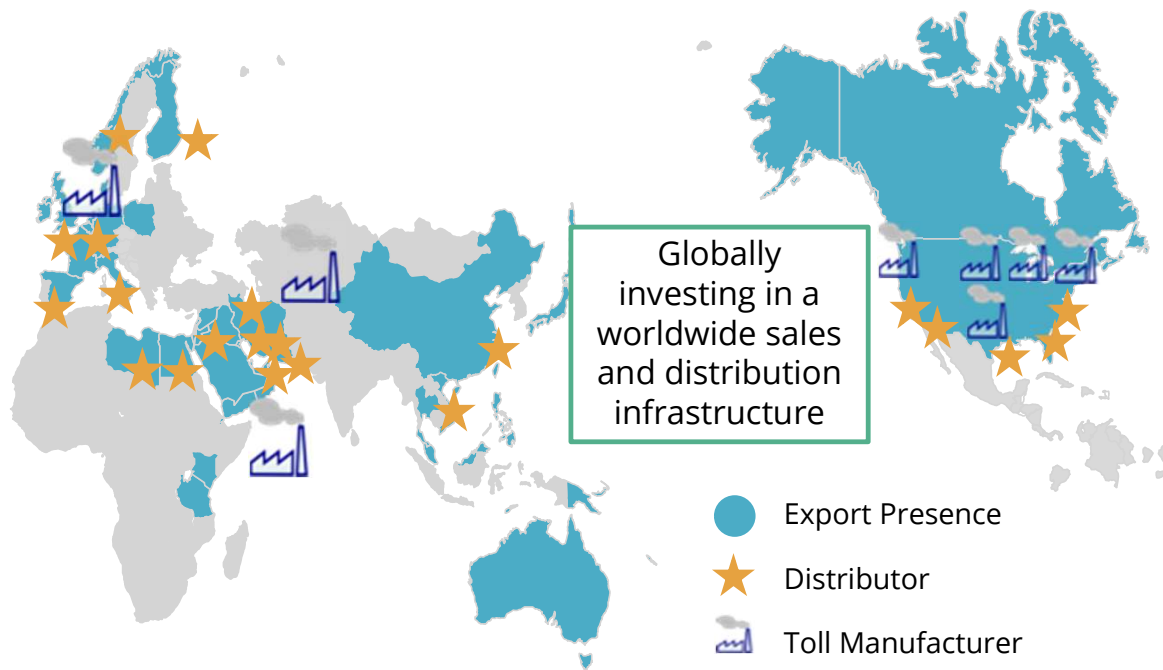 Globally
investing in a
worldwide sales
and distribution
infrastructure
Export Presence
Distributor
Toll Manufacturer